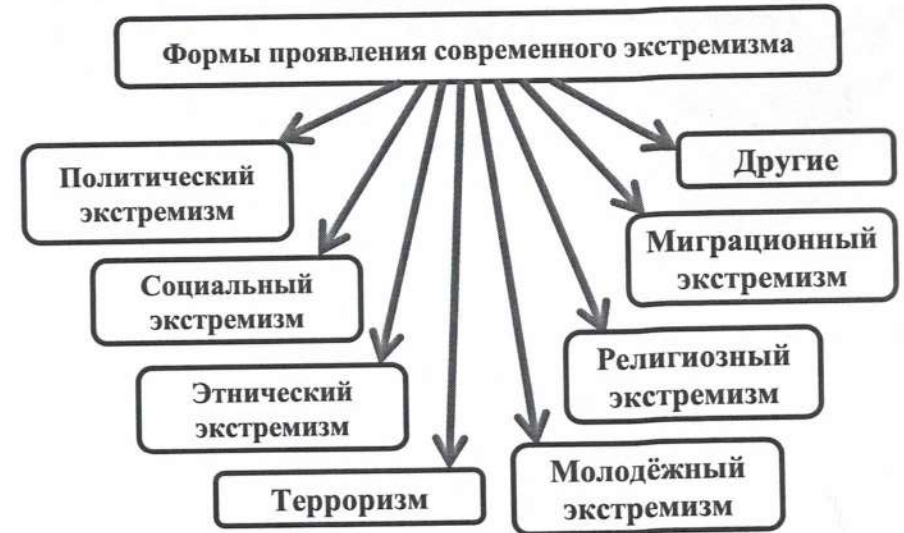 Формы проявления современного экстремизма
Политический
экстремизм
Социальный
экстремизм
Этнический
экстремизм
Терроризм
Молодёжный
экстремизм
Религиозный
экстремизм
Миграционный
экстремизм
Другие